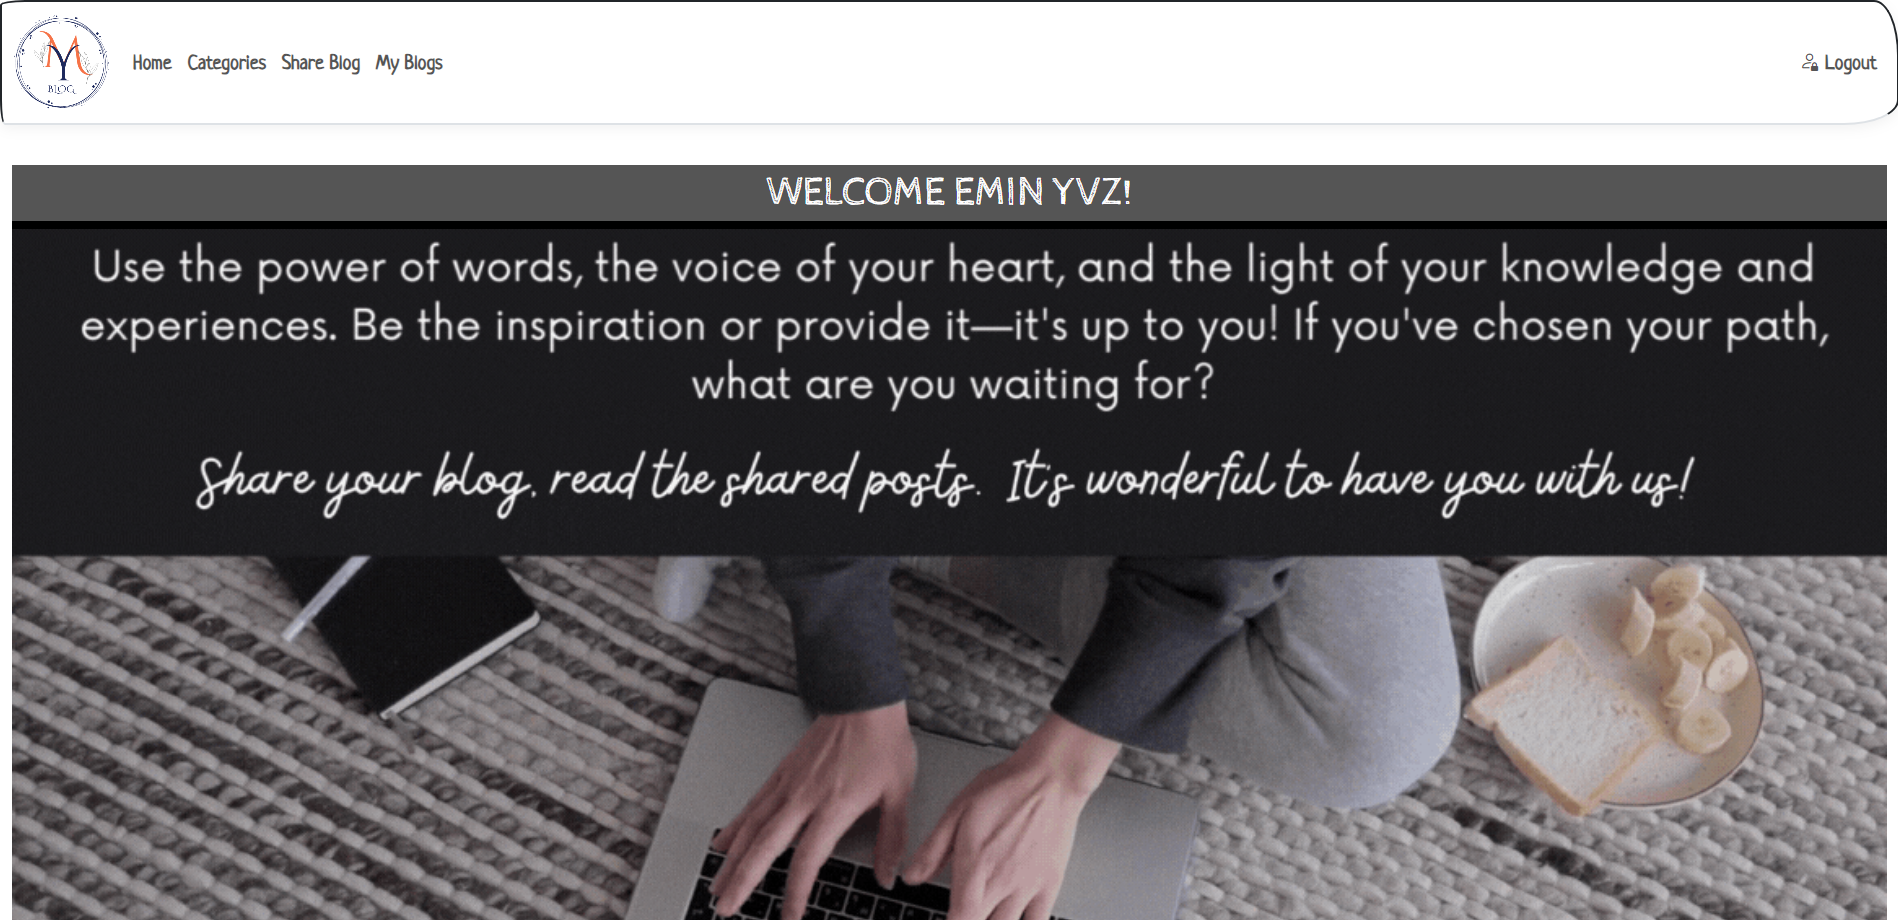 MY
BLOG
Home Categories Share Blog My Blogs
Logout
WELCOME EMIN YVZ!
Use the power of words, the voice of your heart, and the light of your knowledge and
experiences. Be the inspiration or provide it—it's up to you! If you've chosen your path,
what are you waiting for?
Share your blog, read the shared posts. It's wonderful to have you with us!